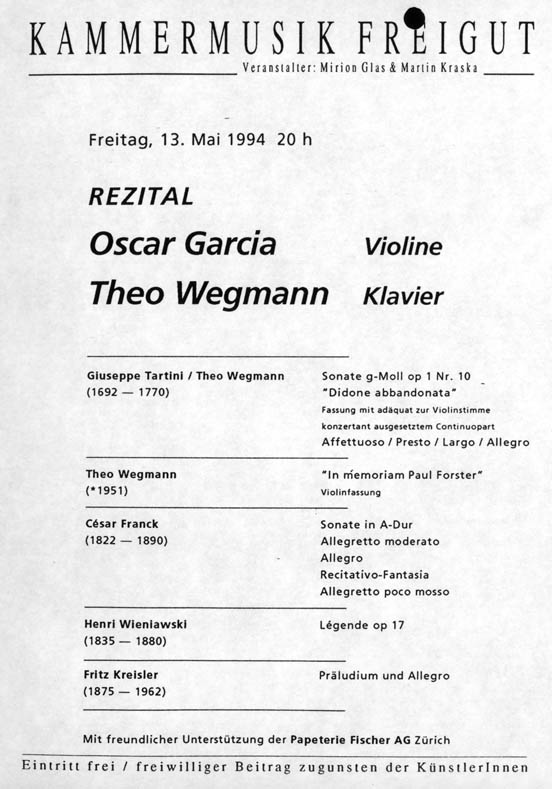 KAMMERMUSIK FREIGUT
Veranstalter: Mirion Glas & Martin Kraska
Freitag, 13. Mai 1994 20 h
REZITAL
Oscar Garcia Violine
Theo Wegmann Klavier
Giuseppe Tartini / Theo Wegmann Sonate g-Moll op 1 Nr. 10
(1692 — 1770) "Didone abbandonata"
Fassung mit adäquat zur Violinstimme
konzertant ausgesetztem Continuopart
Affettuoso / Presto / Largo / Allegro
Theo Wegmann "In memoriam Paul Forster"
(*1951) Violinfassung
César Franck Sonate in A-Dur
(1822 — 1890) Allegretto moderato
Allegro
Recitativo-Fantasia
Allegretto poco mosso
Henri Wieniawski Légende op 17
(1835 — 1880)
Fritz Kreisler Präludium und Allegro
(1875 — 1962)
Mit freundlicher Unterstützung der Papeterie Fischer AG Zürich
Eintritt frei / freiwilliger Beitrag zugunsten der KünstlerInnen